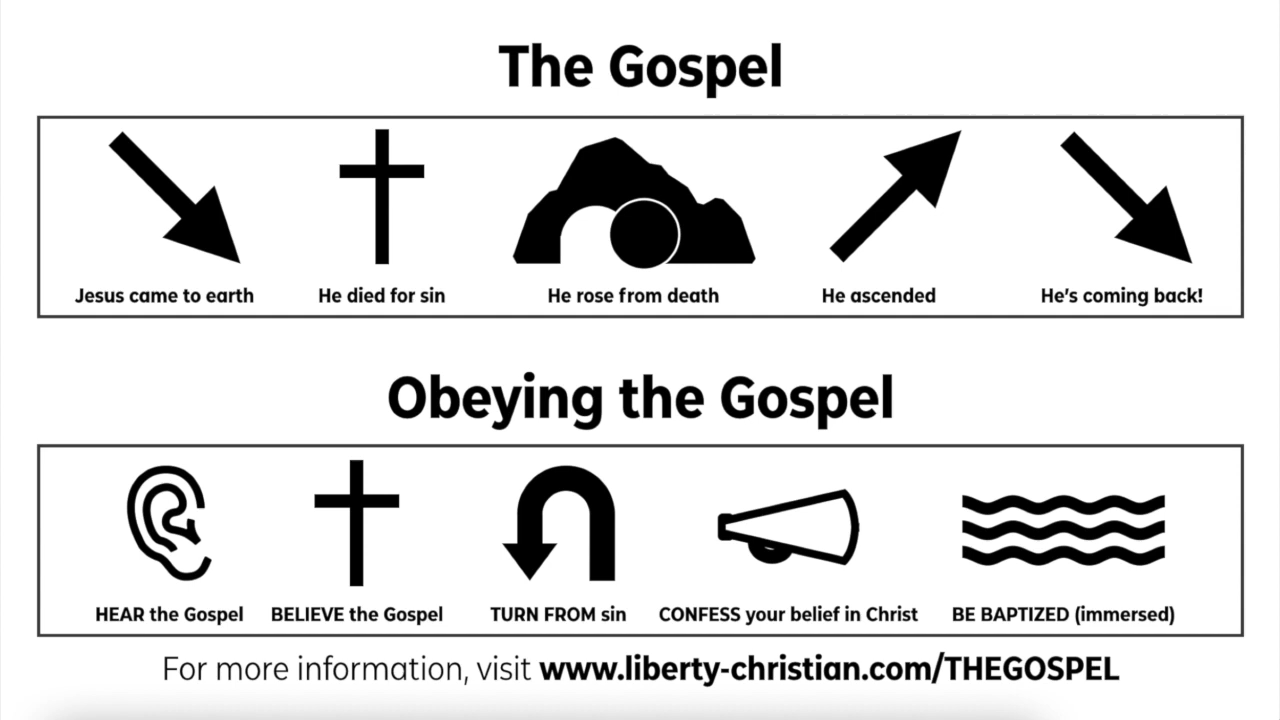 The Gospel
Jesus came to earth
He died for sin
He rose from death
He ascended
He's coming back!
Obeying the Gospel
HEAR the Gospel
BELIEVE the Gospel
TURN FROM sin
CONFESS your belief in Christ
BE BAPTIZED (immersed)
For more information, visit www.liberty-christian.com/THEGOSPEL